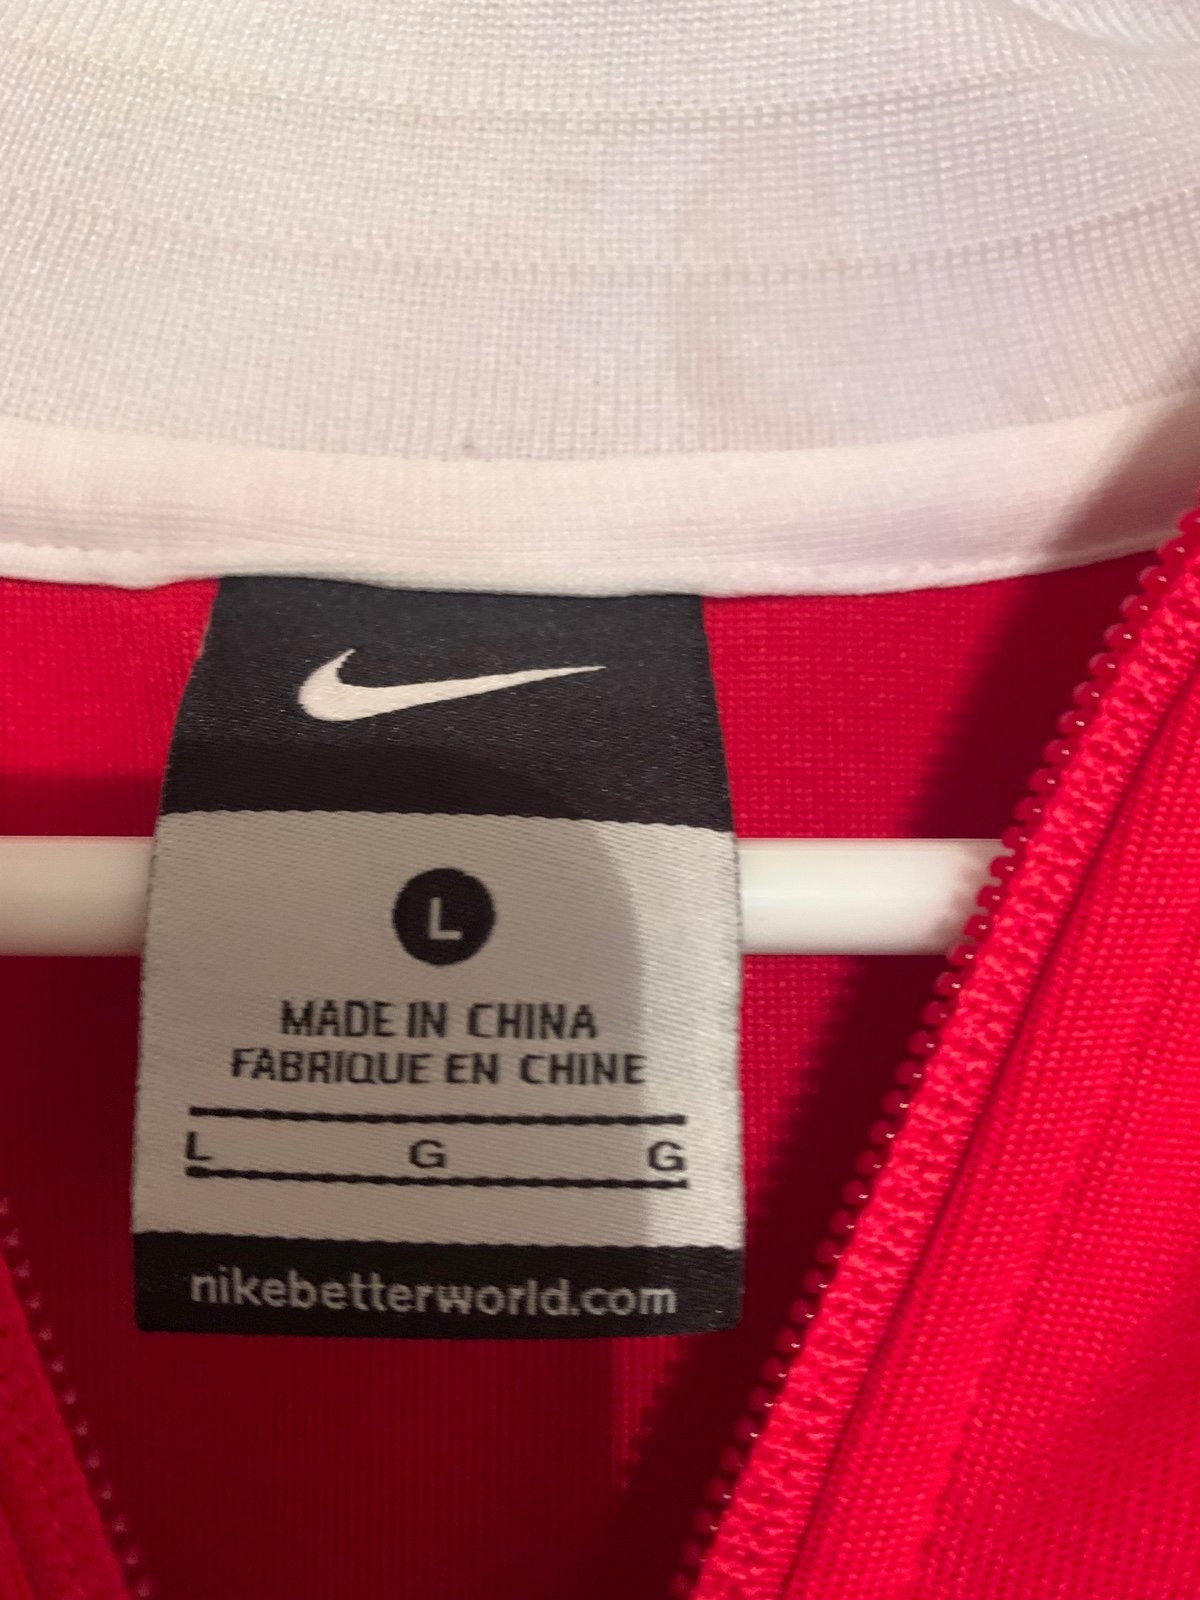 L
MADE IN CHINA
FABRIQUE EN CHINE
L G G
nikebetterworld.com